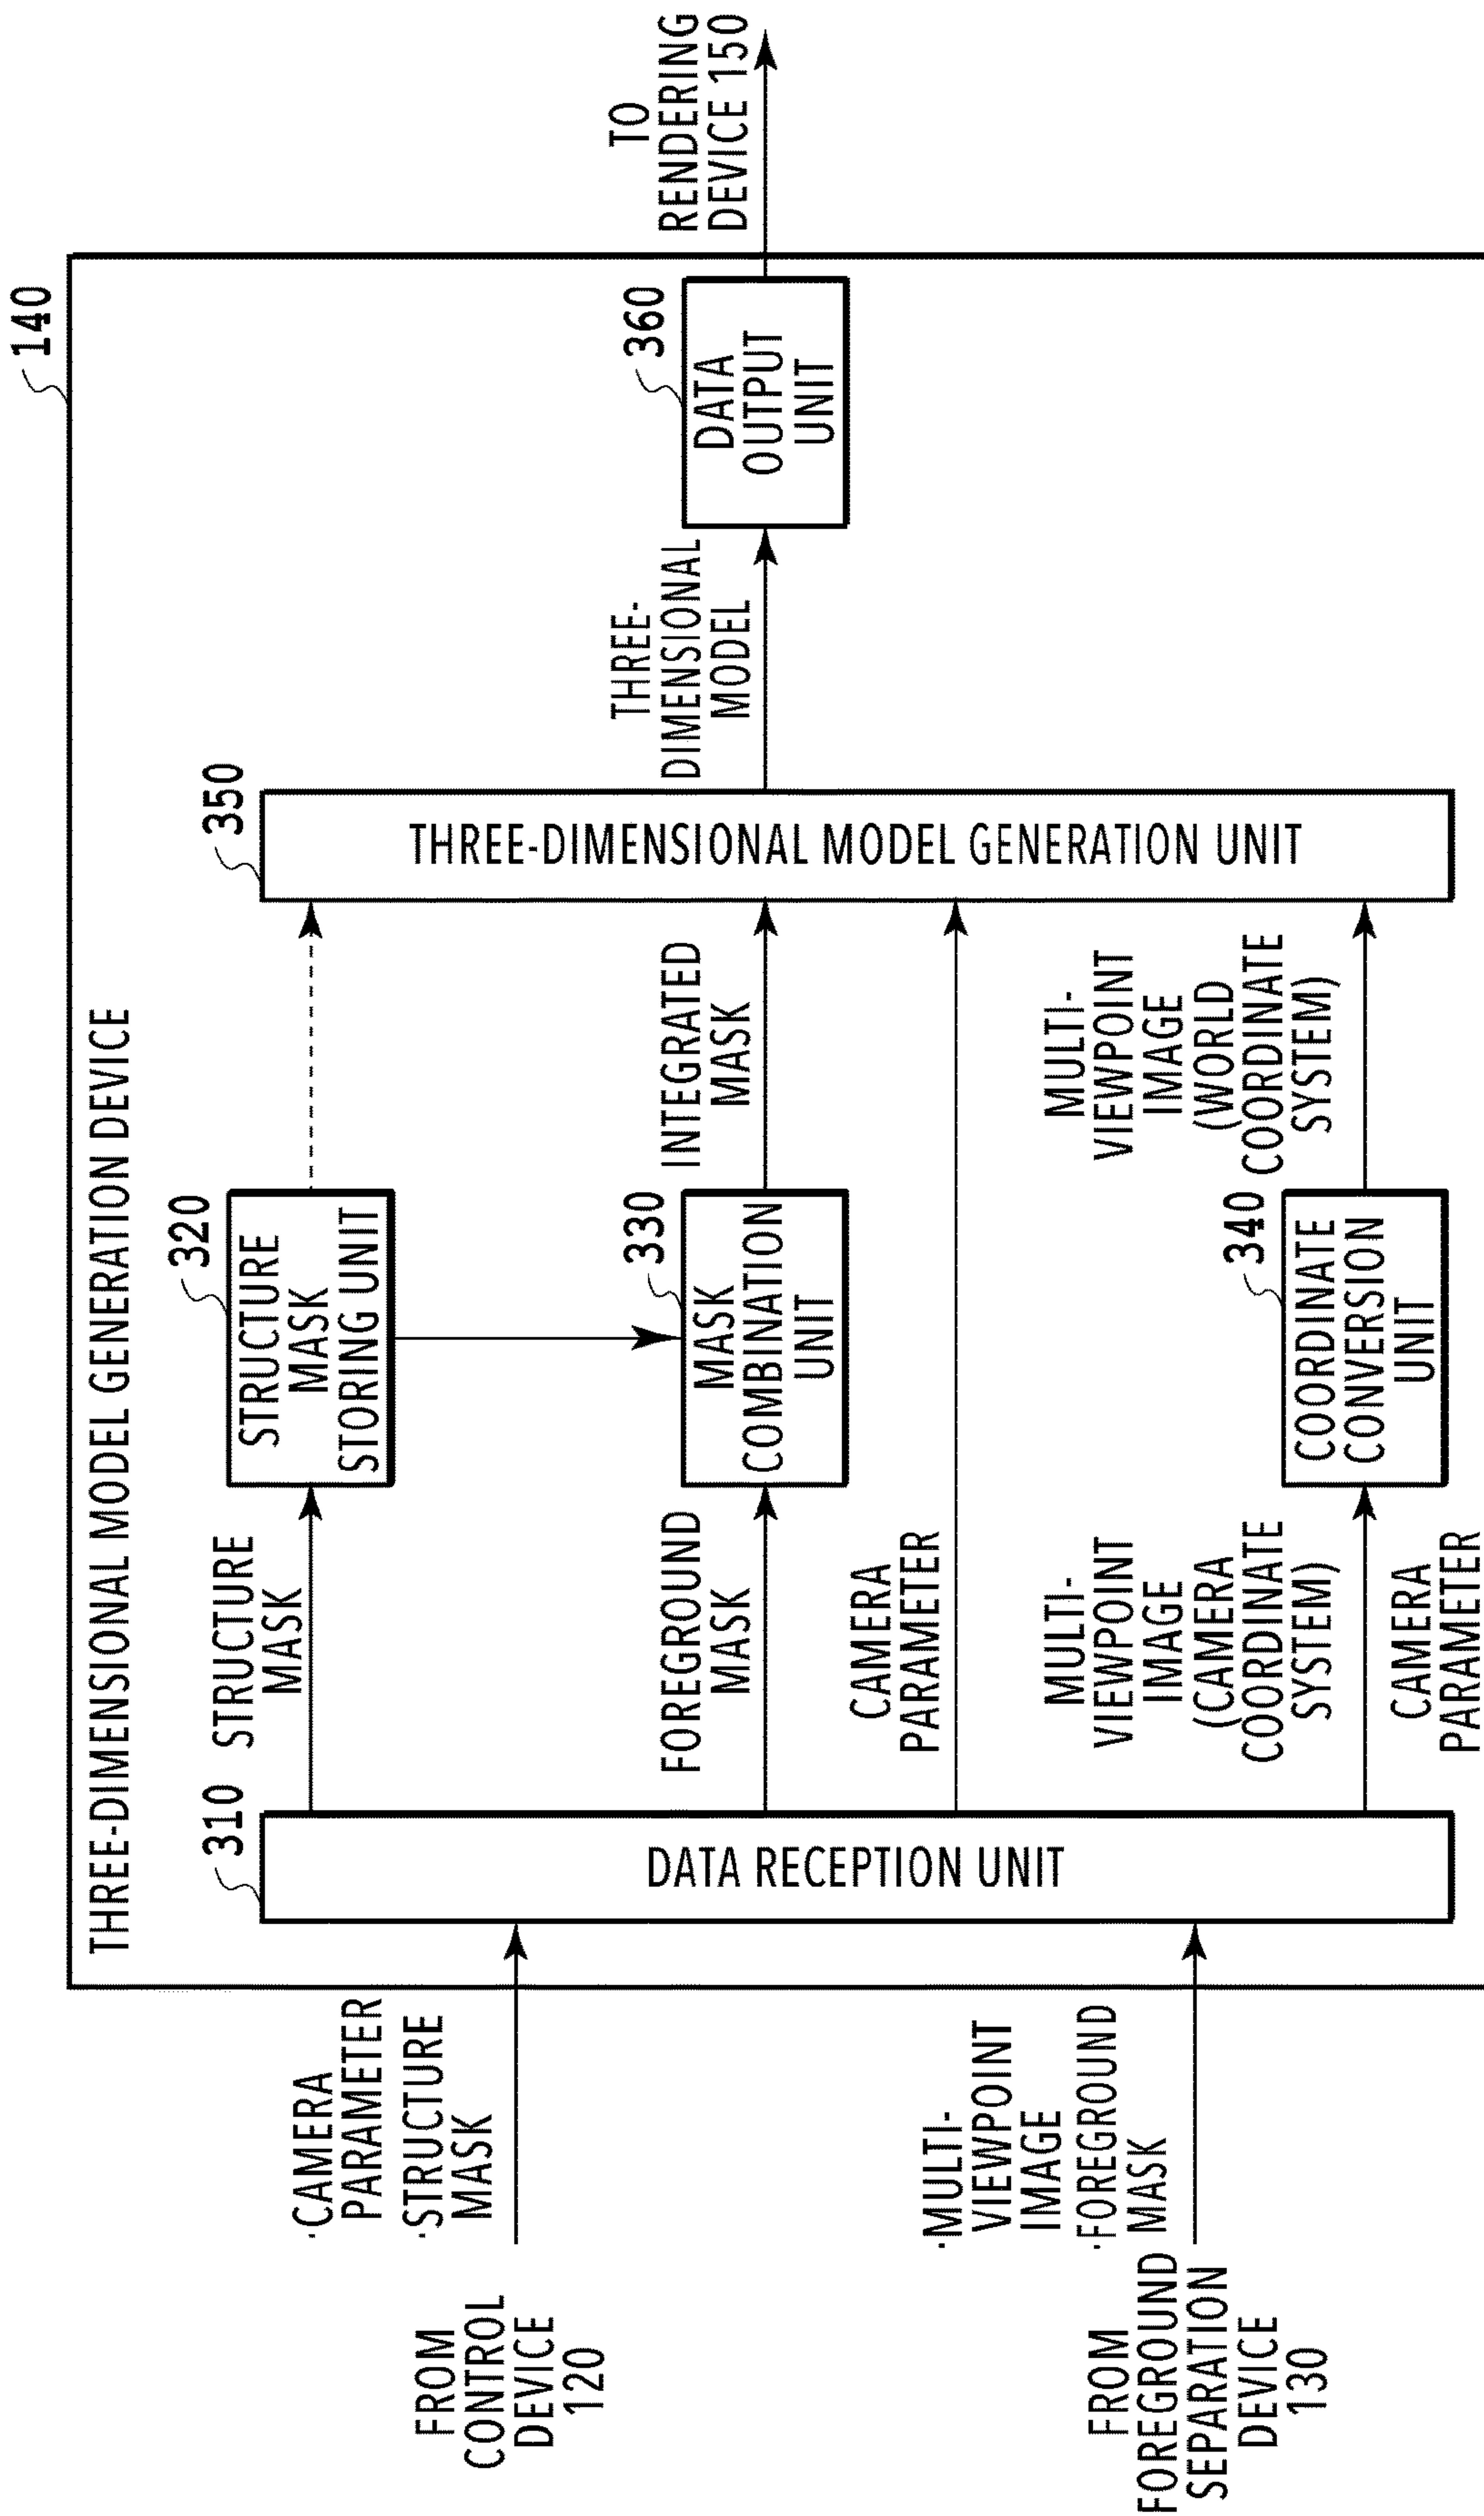 140
THREE-DIMENSIONAL MODEL GENERATION DEVICE
FROM
CONTROL
DEVICE
120
·CAMERA
PARAMETER
·STRUCTURE
MASK
FROM
FOREGROUND
SEPARATION
DEVICE
130
·MULTI-
VIEWPOINT
IMAGE
·FOREGROUND
MASK
310
DATA RECEPTION UNIT
STRUCTURE
MASK
FOREGROUND
MASK
CAMERA
PARAMETER
MULTI-
VIEWPOINT
IMAGE
(CAMERA
COORDINATE
SYSTEM)
CAMERA
PARAMETER
320
STRUCTURE
MASK
STORING UNIT
330
MASK
COMBINATION
UNIT
340
COORDINATE
CONVERSION
UNIT
INTEGRATED
MASK
MULTI-
VIEWPOINT
IMAGE
(WORLD
COORDINATE
SYSTEM)
350
THREE-DIMENSIONAL MODEL GENERATION UNIT
THREE-
DIMENSIONAL
MODEL
360
DATA
OUTPUT
UNIT
TO
RENDERING
DEVICE 150